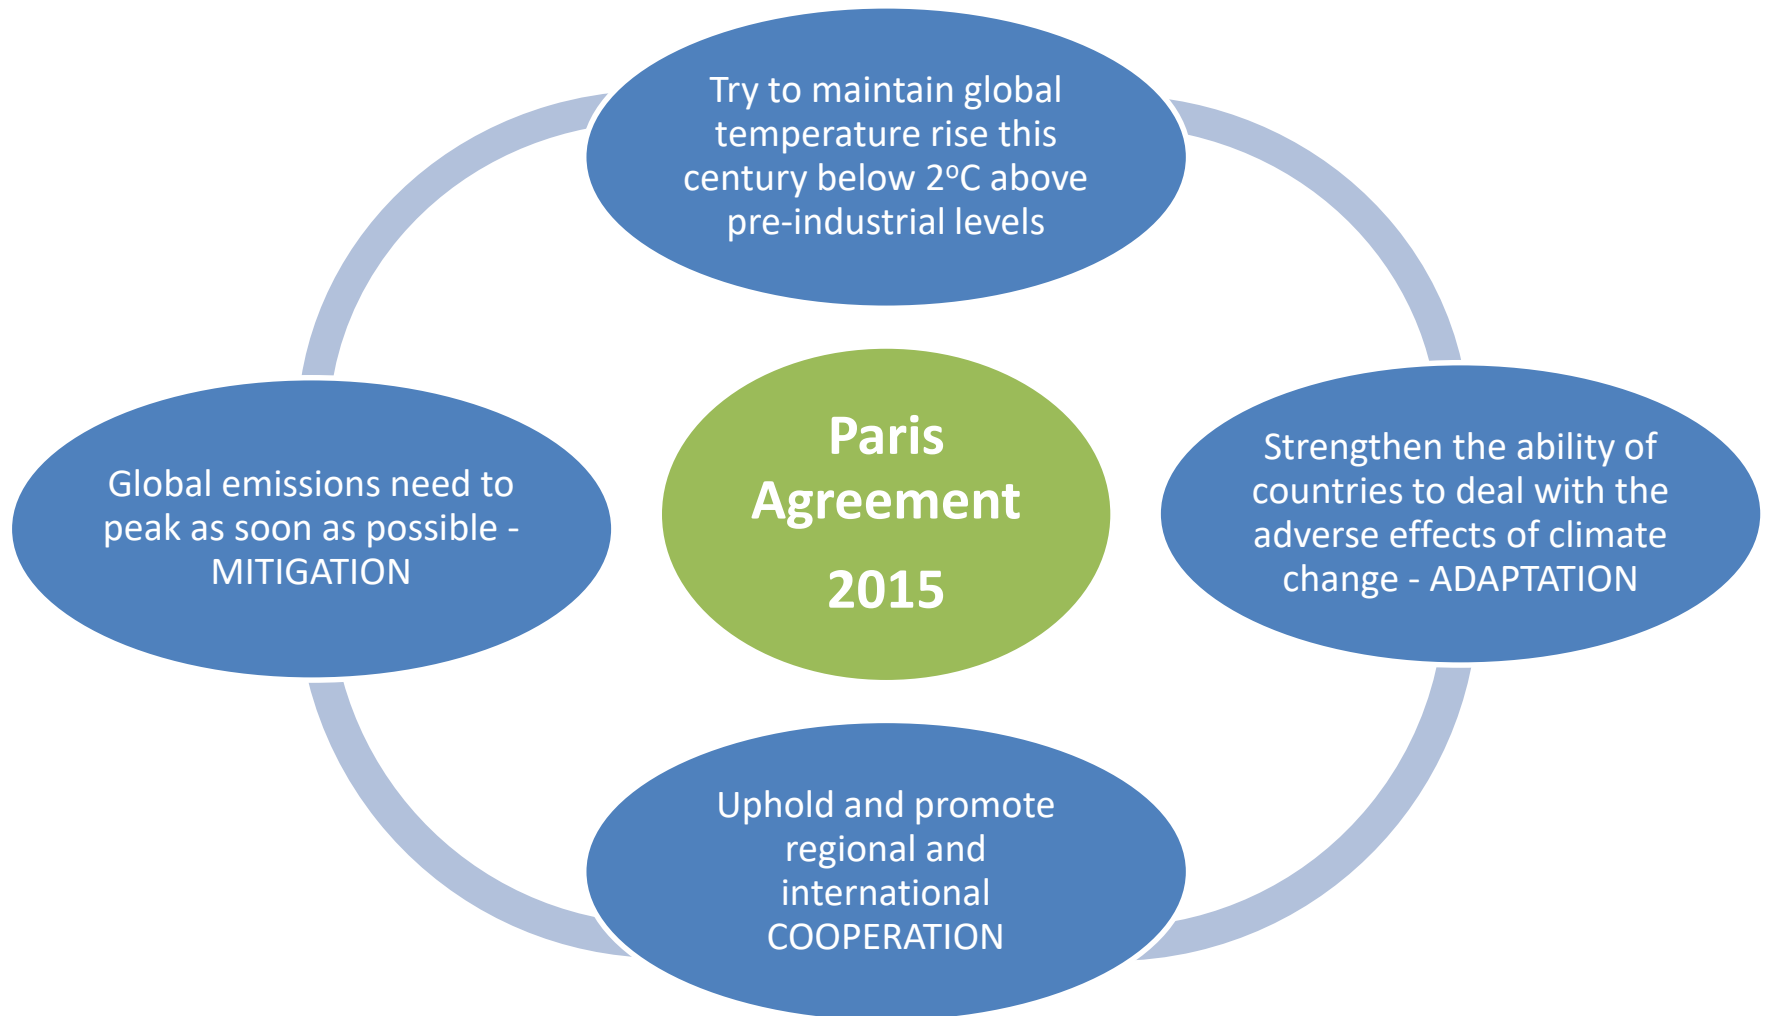 Try to maintain global
temperature rise this
century below 2°C above
pre-industrial levels
Paris
Agreement
2015
Global emissions need to
peak as soon as possible -
MITIGATION
Strengthen the ability of
countries to deal with the
adverse effects of climate
change - ADAPTATION
Uphold and promote
regional and
international
COOPERATION